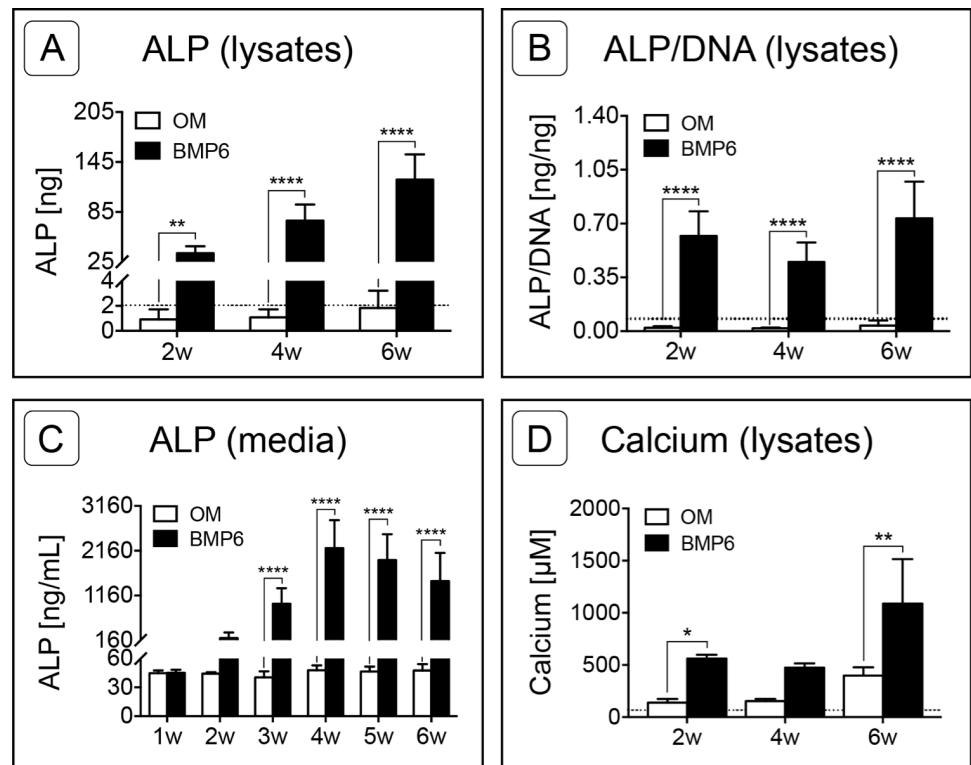 A
ALP (lysates)
ALP [ng]
205
145
85
25
4
2
0
OM
BMP6
**
****
****
2w
4w
6w
B
ALP/DNA (lysates)
ALP/DNA [ng/ng]
1.40
1.05
0.70
0.35
0.00
OM
BMP6
****
****
****
2w
4w
6w
C
ALP (media)
ALP [ng/mL]
3160
2160
1160
160
60
30
0
OM
BMP6
****
****
****
****
1w
2w
3w
4w
5w
6w
D
Calcium (lysates)
Calcium [µM]
2000
1500
1000
500
0
OM
BMP6
*
**
2w
4w
6w